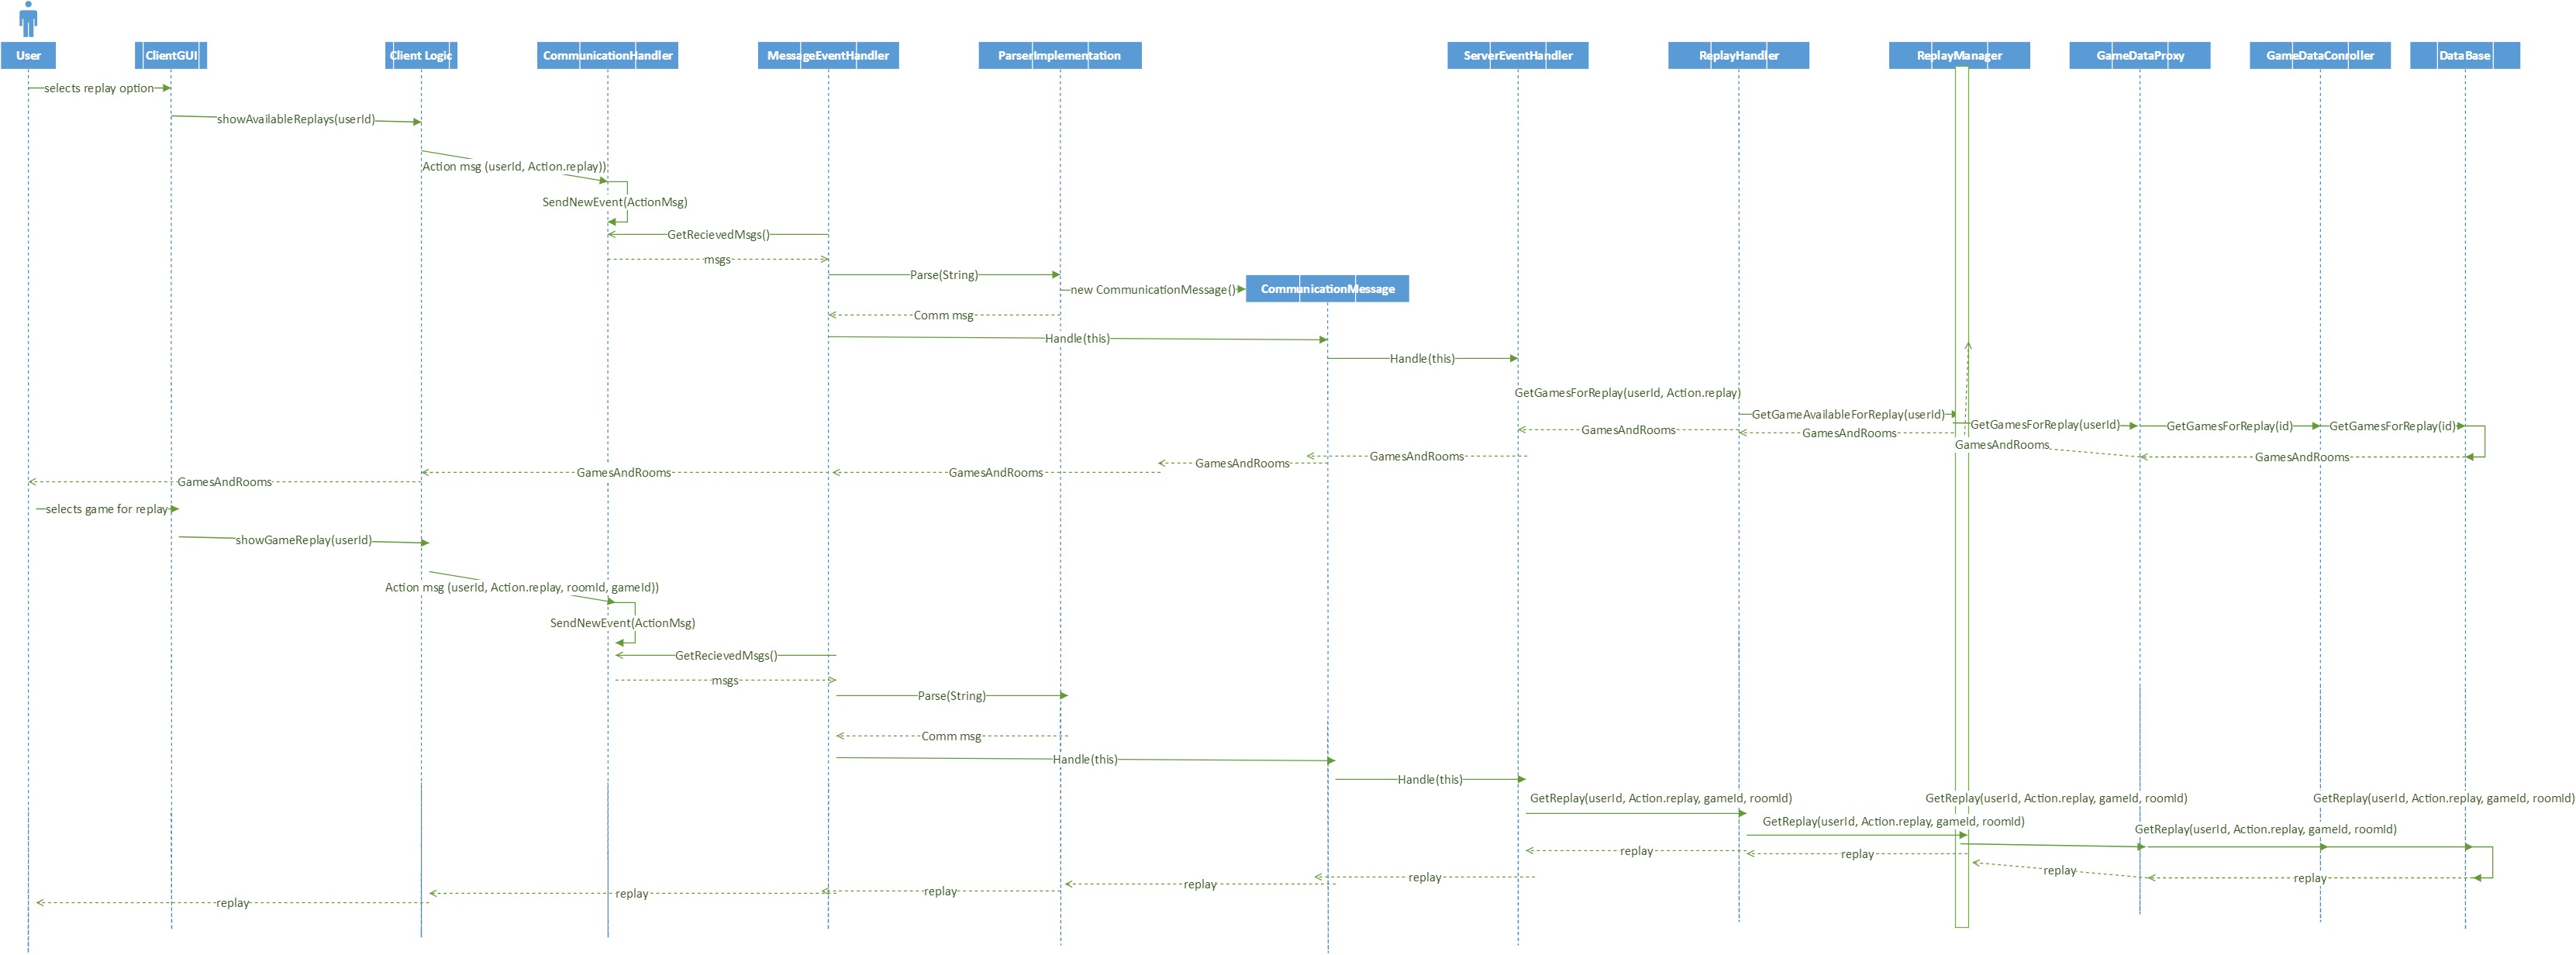 User
ClientGUI
Client Logic
CommunicationHandler
MessageEventHandler
ParserImplementation
ServerEventHandler
ReplayHandler
ReplayManager
GameDataProxy
GameDataConroller
DataBase
selects replay option
showAvailableReplays(userId)
Action msg (userId, Action.replay))
SendNewEvent(ActionMsg)
GetRecievedMsgs()
msgs
Parse(String)
new CommunicationMessage()
CommunicationMessage
Comm msg
Handle(this)
Handle(this)
GetGamesForReplay(userId, Action.replay)
GetGameAvailableForReplay(userId)
GetGamesForReplay(userId)
GetGamesForReplay(id)
GetGamesForReplay(id)
GamesAndRooms
GamesAndRooms
GamesAndRooms
GamesAndRooms
GamesAndRooms
GamesAndRooms
GamesAndRooms
GamesAndRooms
GamesAndRooms
selects game for replay
showGameReplay(userId)
Action msg (userId, Action.replay, roomId, gameId))
SendNewEvent(ActionMsg)
GetRecievedMsgs()
msgs
Parse(String)
Comm msg
Handle(this)
Handle(this)
GetReplay(userId, Action.replay, gameId, roomId)
GetReplay(userId, Action.replay, gameId, roomId)
GetReplay(userId, Action.replay, gameId, roomId)
GetReplay(userId, Action.replay, gameId, roomId)
GetReplay(userId, Action.replay, gameId, roomId)
replay
replay
replay
replay
replay
replay
replay
replay
replay